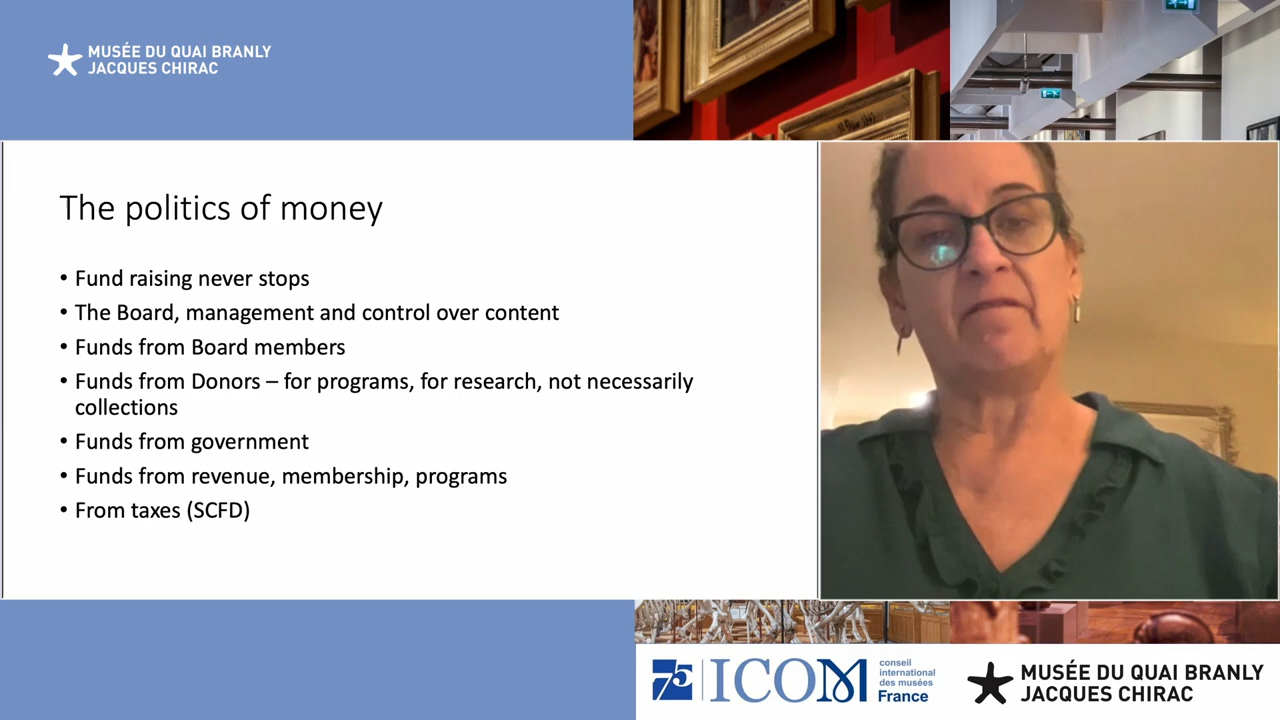 MUSÉE DU QUAI BRANLY
JACQUES CHIRAC
The politics of money
• Fund raising never stops
• The Board, management and control over content
• Funds from Board members
• Funds from Donors – for programs, for research, not necessarily
collections
• Funds from government
• Funds from revenue, membership, programs
• From taxes (SCFD)
75
ICOM
conseil
international
des musées
France
MUSÉE DU QUAI BRANLY
JACQUES CHIRAC